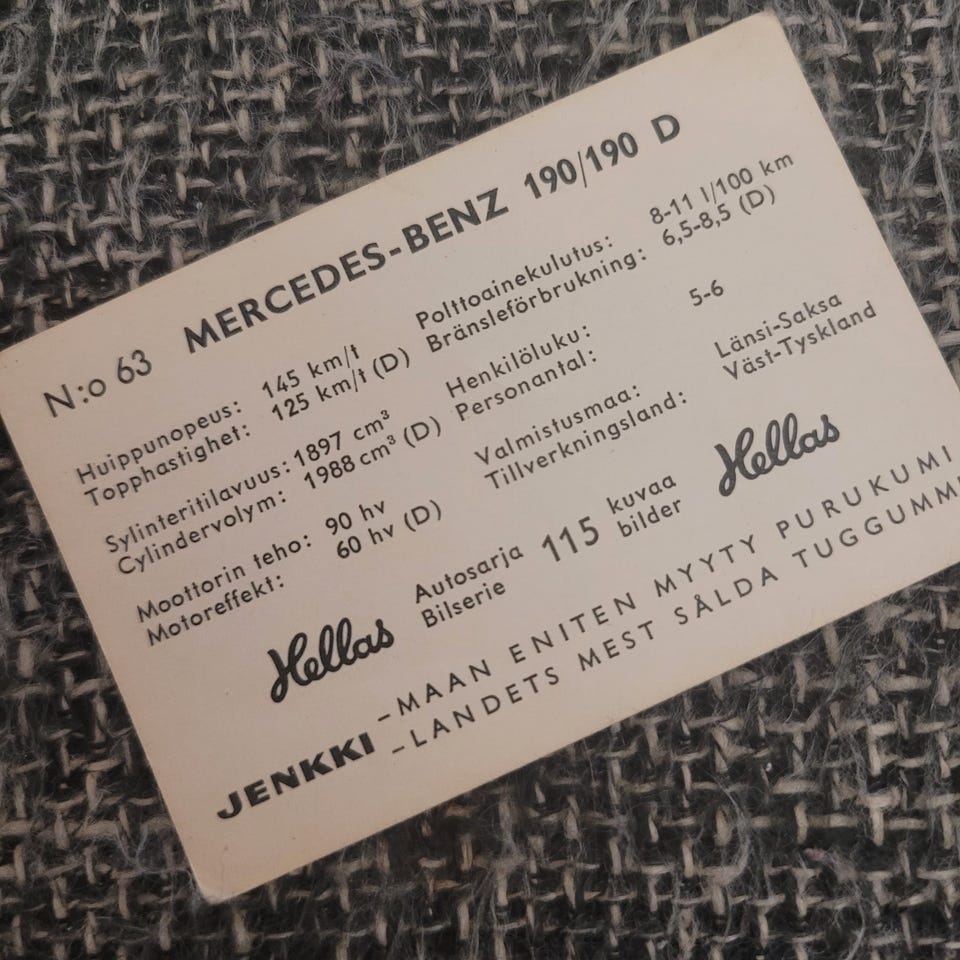 N:o 63 MERCEDES-BENZ 190/190 D
Huippunopeus: 145 km/t
Topphastighet: 125 km/t (D)
Sylinteritilavuus: 1897 cm³
Cylindervolym: 1988 cm³ (D)
Moottorin teho: 90 hv
Motoreffekt: 60 hv (D)
Polttoainekulutus: 8-11 l/100 km
Bränsleförbrukning: 6,5-8,5 (D)
Henkilöluku: 5-6
Personantal:
Valmistusmaa: Länsi-Saksa
Tillverkningsland: Väst-Tyskland
Hellas Autosarja 115 kuvaa Hellas
Bilserie bilder
JENKKI –MAAN ENITEN MYYTY PURUKUMI
–LANDETS MEST SÅLDA TUGGUMMI